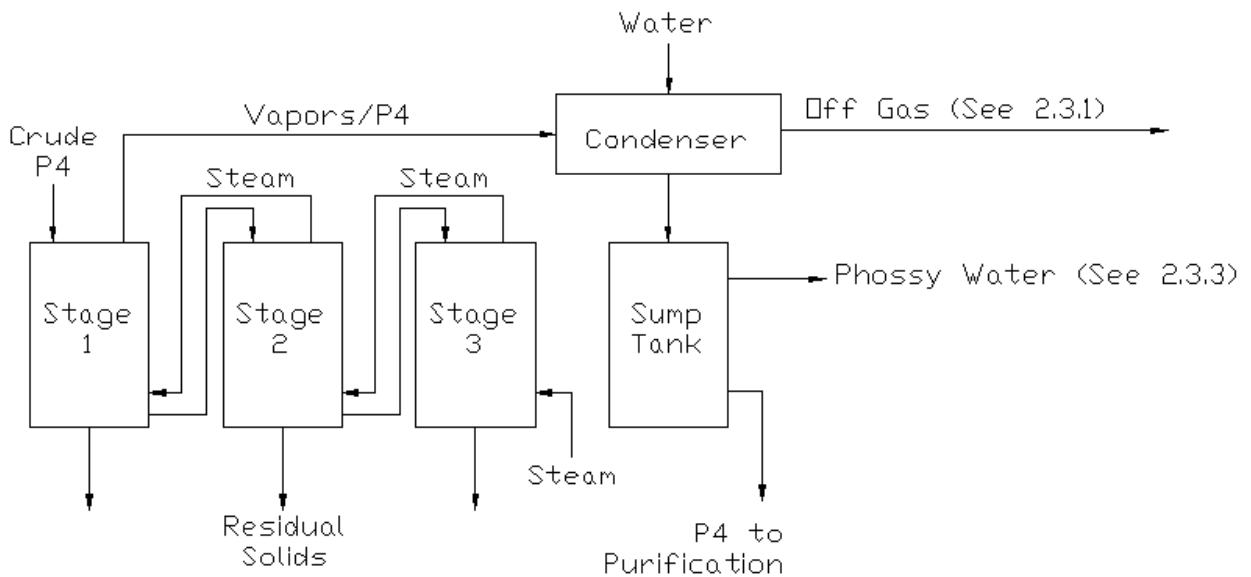 Water
Vapors/P4
Off Gas (See 2.3.1)
Crude
P4
Condenser
Steam
Steam
Stage
1
Stage
2
Stage
3
Sump
Tank
Phossy Water (See 2.3.3)
Steam
Residual
Solids
P4 to
Purification